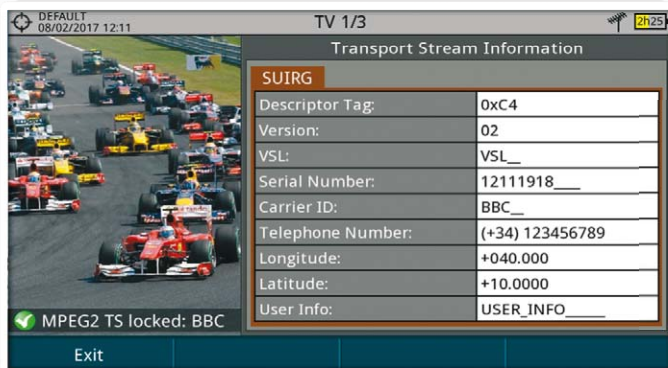 DEFAULT
08/02/2017 12:11
TV 1/3
2h25
Transport Stream Information
SUIRG
Descriptor Tag: 0xC4
Version: 02
VSL: VSL__
Serial Number: 12111918___
Carrier ID: BBC__
Telephone Number: (+34) 123456789
Longitude: +040.000
Latitude: +10.0000
User Info: USER_INFO_____
MPEG2 TS locked: BBC
Exit